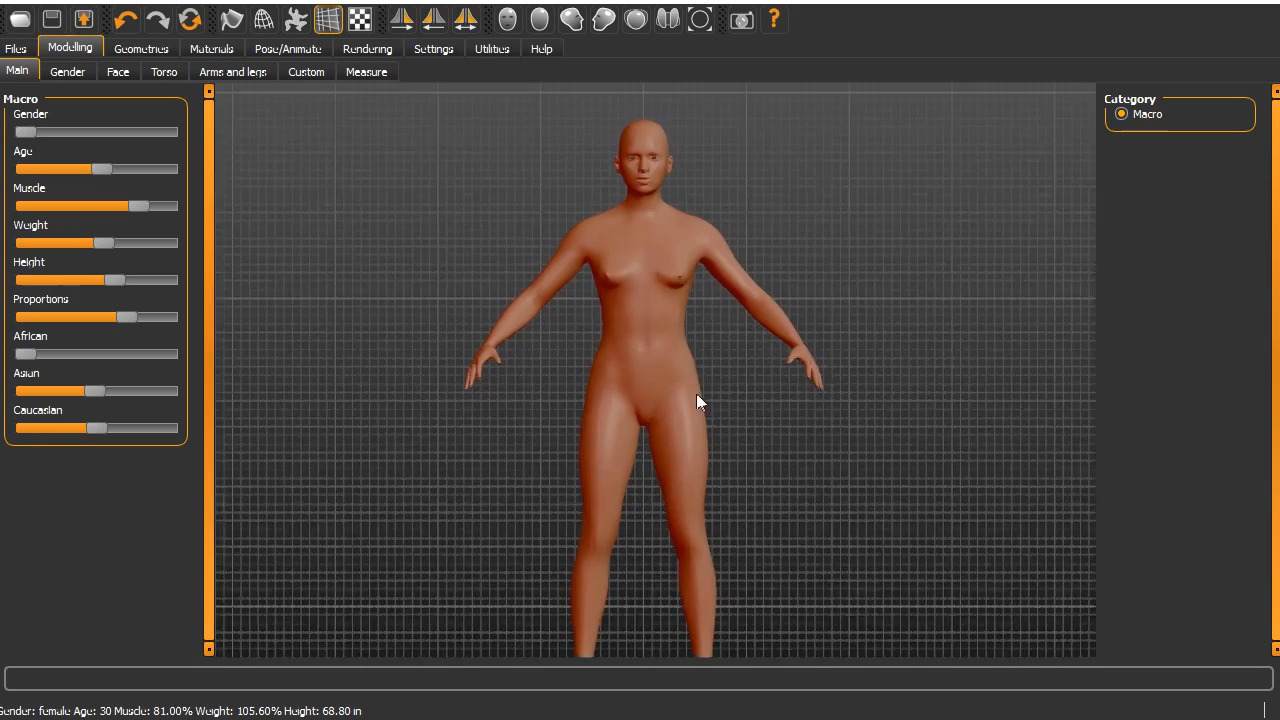 Files Modelling Geometries Materials Pose/Animate Rendering Settings Utilities Help
Main Gender Face Torso Arms and legs Custom Measure
Macro
Gender
Age
Muscle
Weight
Height
Proportions
African
Asian
Caucasian
Category
Macro
Gender: female Age: 30 Muscle: 81.00% Weight: 105.60% Height: 68.80 in